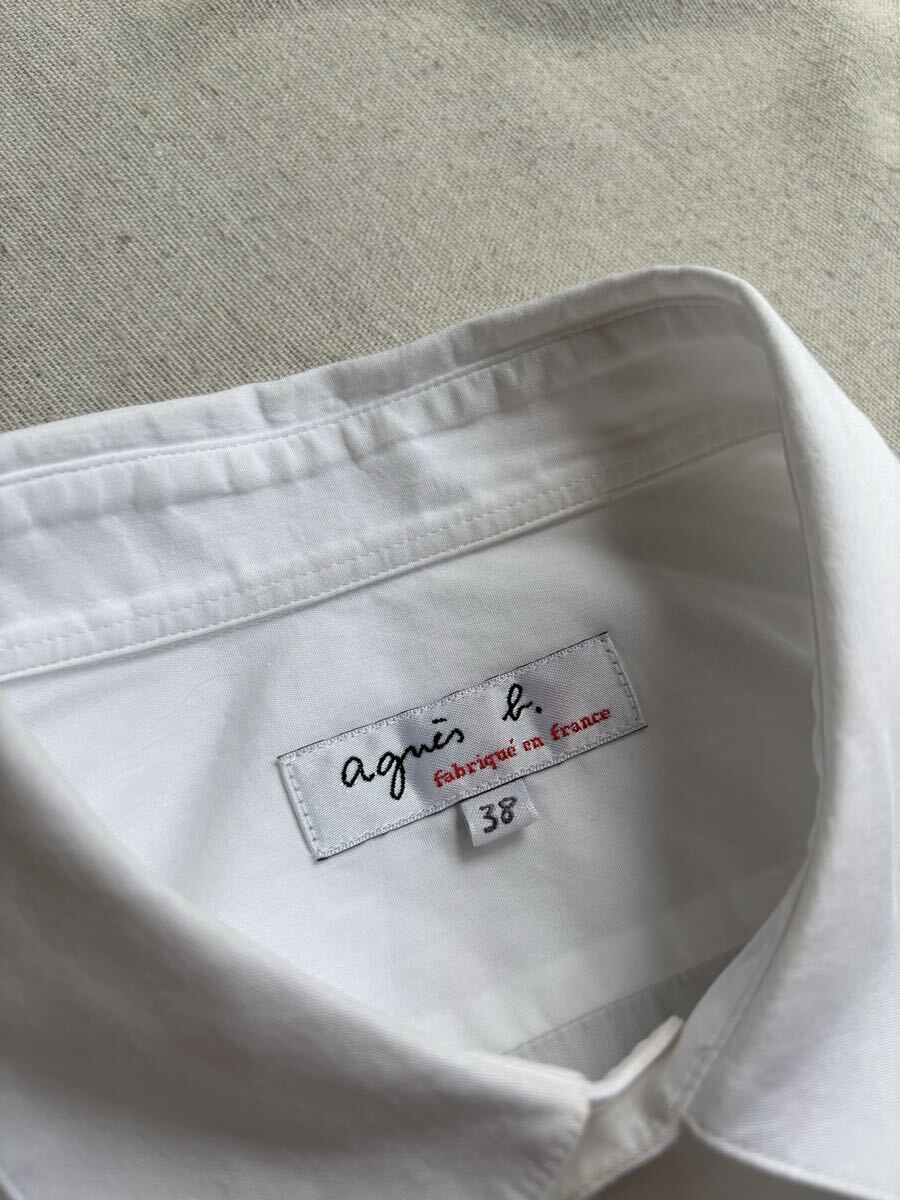 agnès b.
fabriqué en france
38